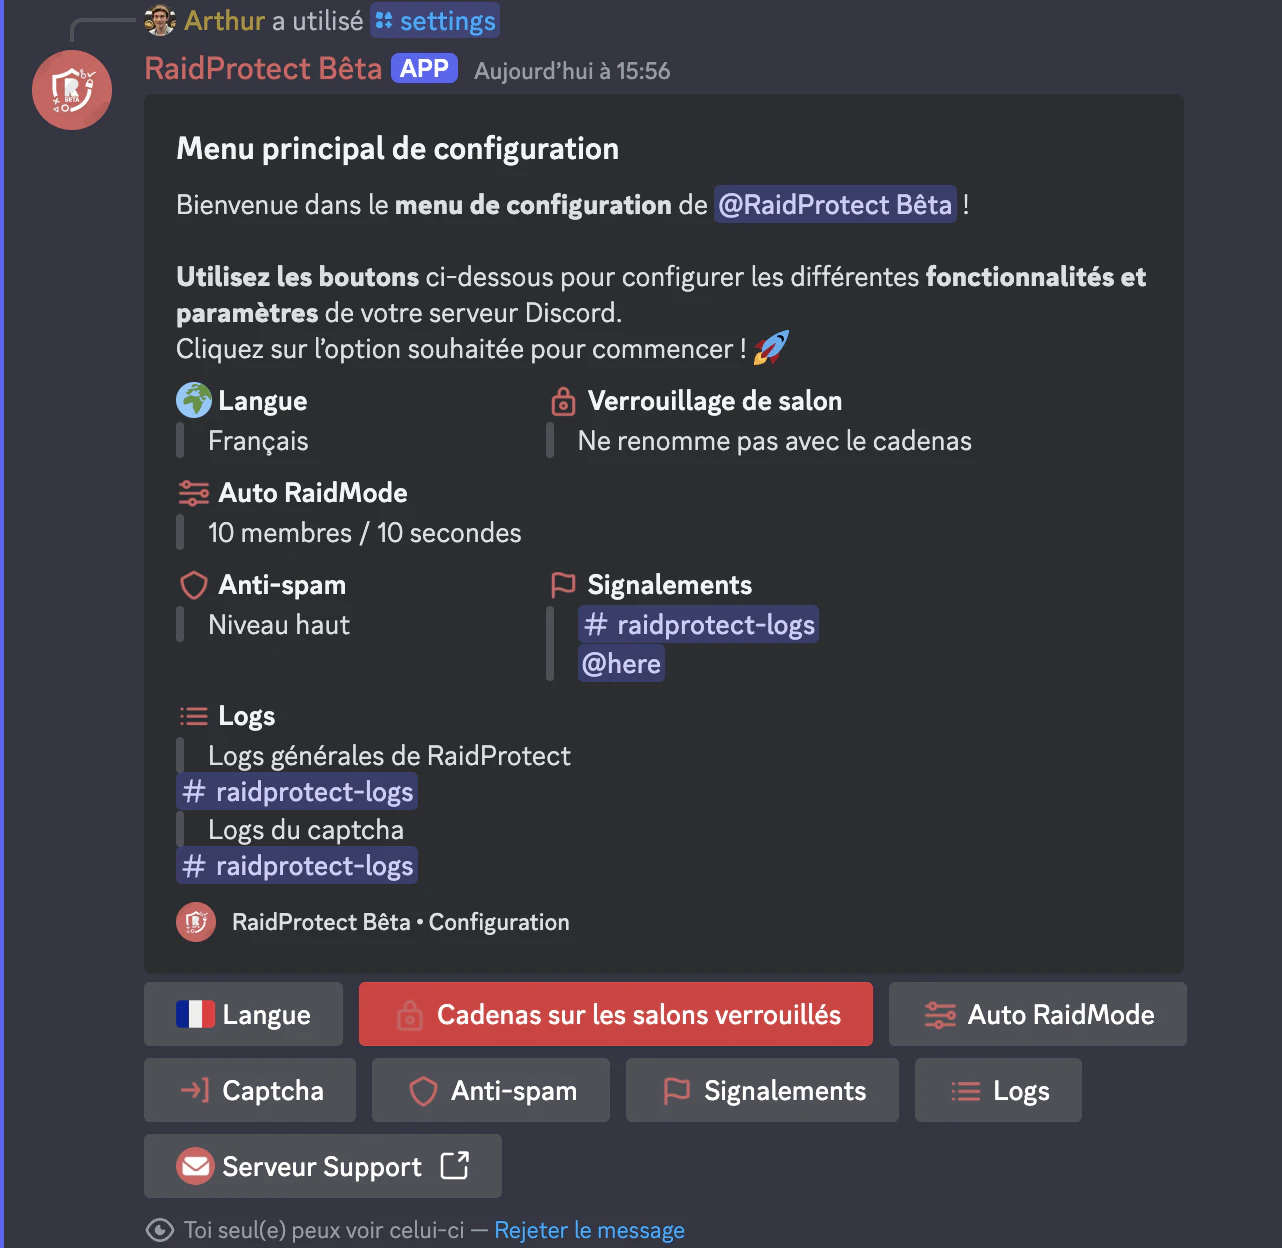 Arthur a utilisé settings
RaidProtect Bêta APP Aujourd'hui à 15:56
Menu principal de configuration
Bienvenue dans le menu de configuration de @RaidProtect Bêta !
Utilisez les boutons ci-dessous pour configurer les différentes fonctionnalités et
paramètres de votre serveur Discord.
Cliquez sur l'option souhaitée pour commencer !
Langue
Français
Verrouillage de salon
Ne renomme pas avec le cadenas
Auto RaidMode
10 membres / 10 secondes
Anti-spam
Niveau haut
Signalements
# raidprotect-logs
@here
Logs
Logs générales de RaidProtect
# raidprotect-logs
Logs du captcha
# raidprotect-logs
RaidProtect Bêta • Configuration
Langue
Cadenas sur les salons verrouillés
Auto RaidMode
Captcha
Anti-spam
Signalements
Logs
Serveur Support
Toi seul(e) peux voir celui-ci — Rejeter le message